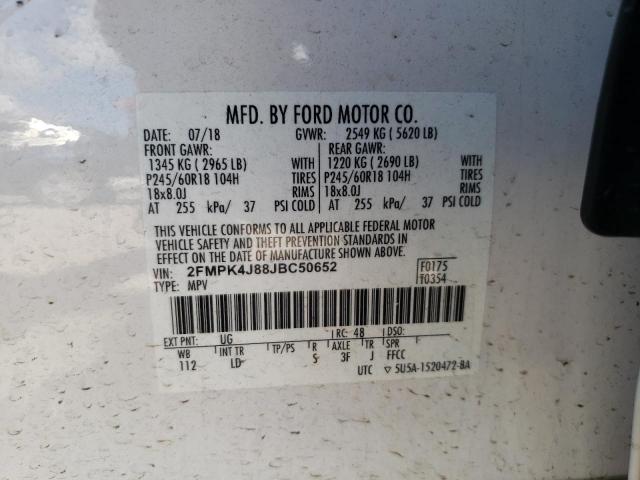 MFD. BY FORD MOTOR CO.
DATE: 07/18 GVWR: 2549 KG ( 5620 LB)
FRONT GAWR: REAR GAWR:
1345 KG ( 2965 LB) WITH 1220 KG ( 2690 LB) WITH
P245/60R18 104H TIRES P245/60R18 104H TIRES
18x8.0J RIMS 18x8.0J RIMS
AT 255 kPa/ 37 PSI COLD AT 255 kPa/ 37 PSI COLD
THIS VEHICLE CONFORMS TO ALL APPLICABLE FEDERAL MOTOR
VEHICLE SAFETY AND THEFT PREVENTION STANDARDS IN
EFFECT ON THE DATE OF MANUFACTURE SHOWN ABOVE.
VIN: 2FMPK4J88JBC50652 F0175
TYPE: MPV T0354
EXT PNT: UG RC: 48 DSO:
WB INT TR TP/PS R AXLE TR SPR
112 LD S 3F J FFCC
UTC ▽ 5U5A-1520472-BA